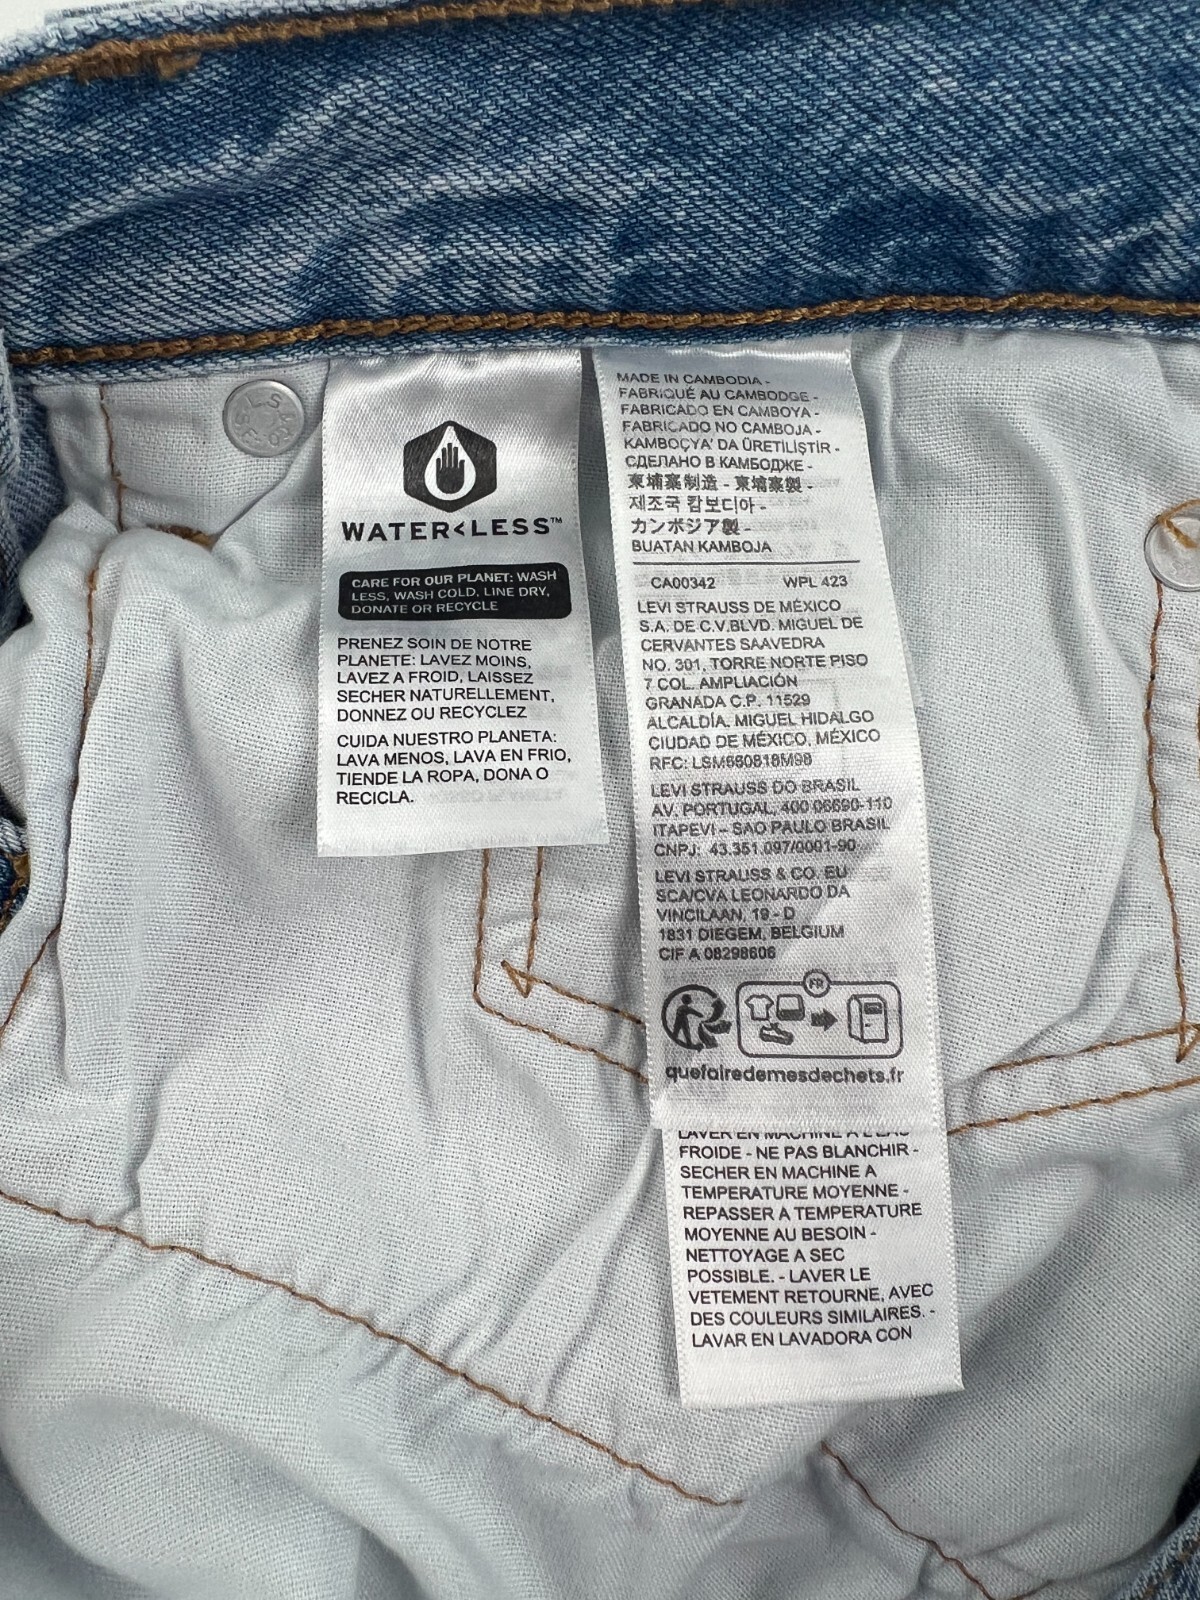 WATER<LESS™
CARE FOR OUR PLANET: WASH
LESS, WASH COLD, LINE DRY,
DONATE OR RECYCLE
PRENEZ SOIN DE NOTRE
PLANETE: LAVEZ MOINS,
LAVEZ A FROID, LAISSEZ
SECHER NATURELLEMENT,
DONNEZ OU RECYCLEZ
CUIDA NUESTRO PLANETA:
LAVA MENOS, LAVA EN FRIO,
TIENDE LA ROPA, DONA O
RECICLA.
MADE IN CAMBODIA -
FABRIQUÉ AU CAMBODGE -
FABRICADO EN CAMBOYA -
FABRICADO NO CAMBOJA -
KAMBOÇYA' DA ÜRETİLİŞTİR -
СДЕЛАНО В КАМБОДЖЕ -
柬埔寨制造 - 柬埔寨製 -
제조국 캄보디아 -
カンボジア製 -
BUATAN KAMBOJA
CA00342 WPL 423
LEVI STRAUSS DE MÉXICO
S.A. DE C.V.BLVD. MIGUEL DE
CERVANTES SAAVEDRA
NO. 301, TORRE NORTE PISO
7 COL. AMPLIACIÓN
GRANADA C.P. 11529
ALCALDÍA. MIGUEL HIDALGO
CIUDAD DE MÉXICO, MÉXICO
RFC: LSM660818M98
LEVI STRAUSS DO BRASIL
AV. PORTUGAL, 400 06690-110
ITAPEVI – SAO PAULO BRASIL
CNPJ: 43.351.097/0001-90
LEVI STRAUSS & CO. EU
SCA/CVA LEONARDO DA
VINCILAAN, 19 - D
1831 DIEGEM, BELGIUM
CIF A 08298606
FR
quefairedemesdechets.fr
LAVER EN MACHINE A L'EAU
FROIDE - NE PAS BLANCHIR -
SECHER EN MACHINE A
TEMPERATURE MOYENNE -
REPASSER A TEMPERATURE
MOYENNE AU BESOIN -
NETTOYAGE A SEC
POSSIBLE. - LAVER LE
VETEMENT RETOURNE, AVEC
DES COULEURS SIMILAIRES. -
LAVAR EN LAVADORA CON